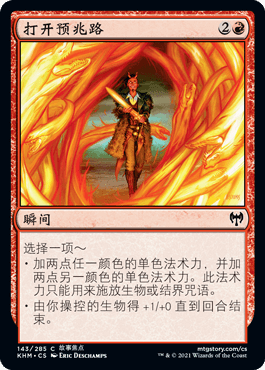 打开预兆路 2
瞬间
选择一项～
• 加两点任一颜色的单色法术力，并加
两点另一颜色的单色法术力。此法术
力只能用来施放生物或结界咒语。
• 由你操控的生物得 +1/+0 直到回合结
束。
143/285 C 故事焦点
KHM • CS ERIC DESCHAMPS
mtgstory.com/cs
™ & © 2021 Wizards of the Coast